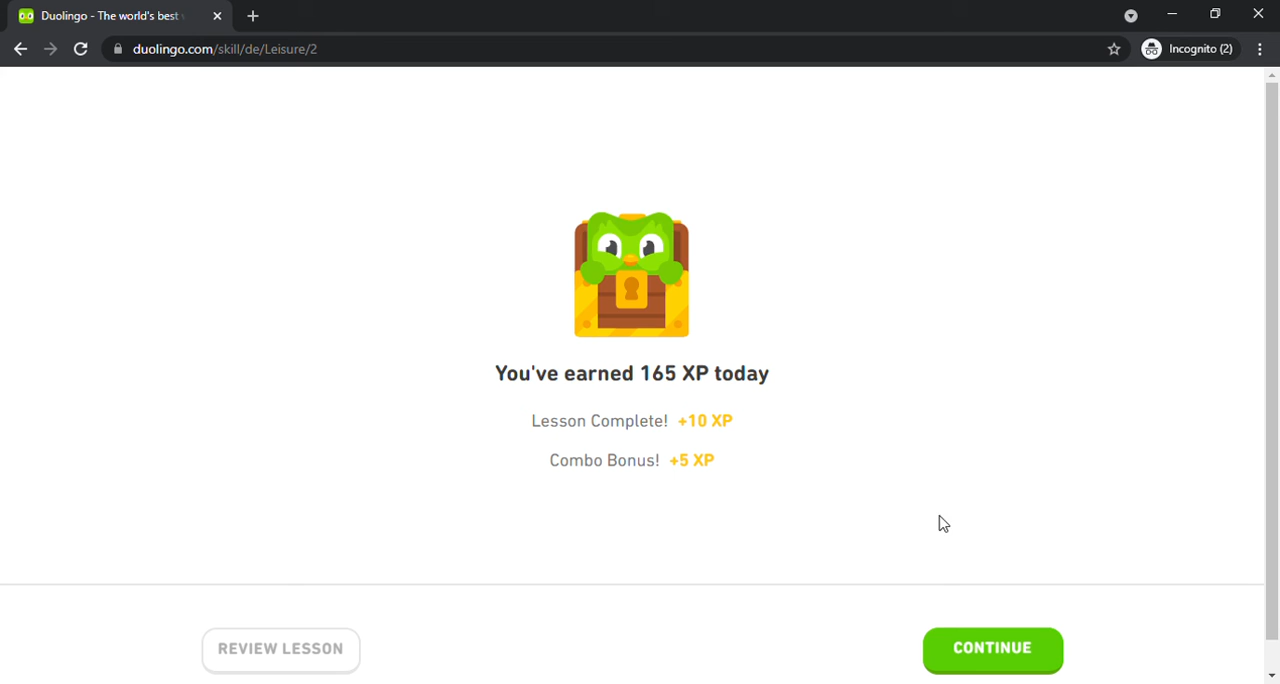 Duolingo - The world's best
duolingo.com/skill/de/Leisure/2
Incognito (2)
You've earned 165 XP today
Lesson Complete! +10 XP
Combo Bonus! +5 XP
REVIEW LESSON
CONTINUE